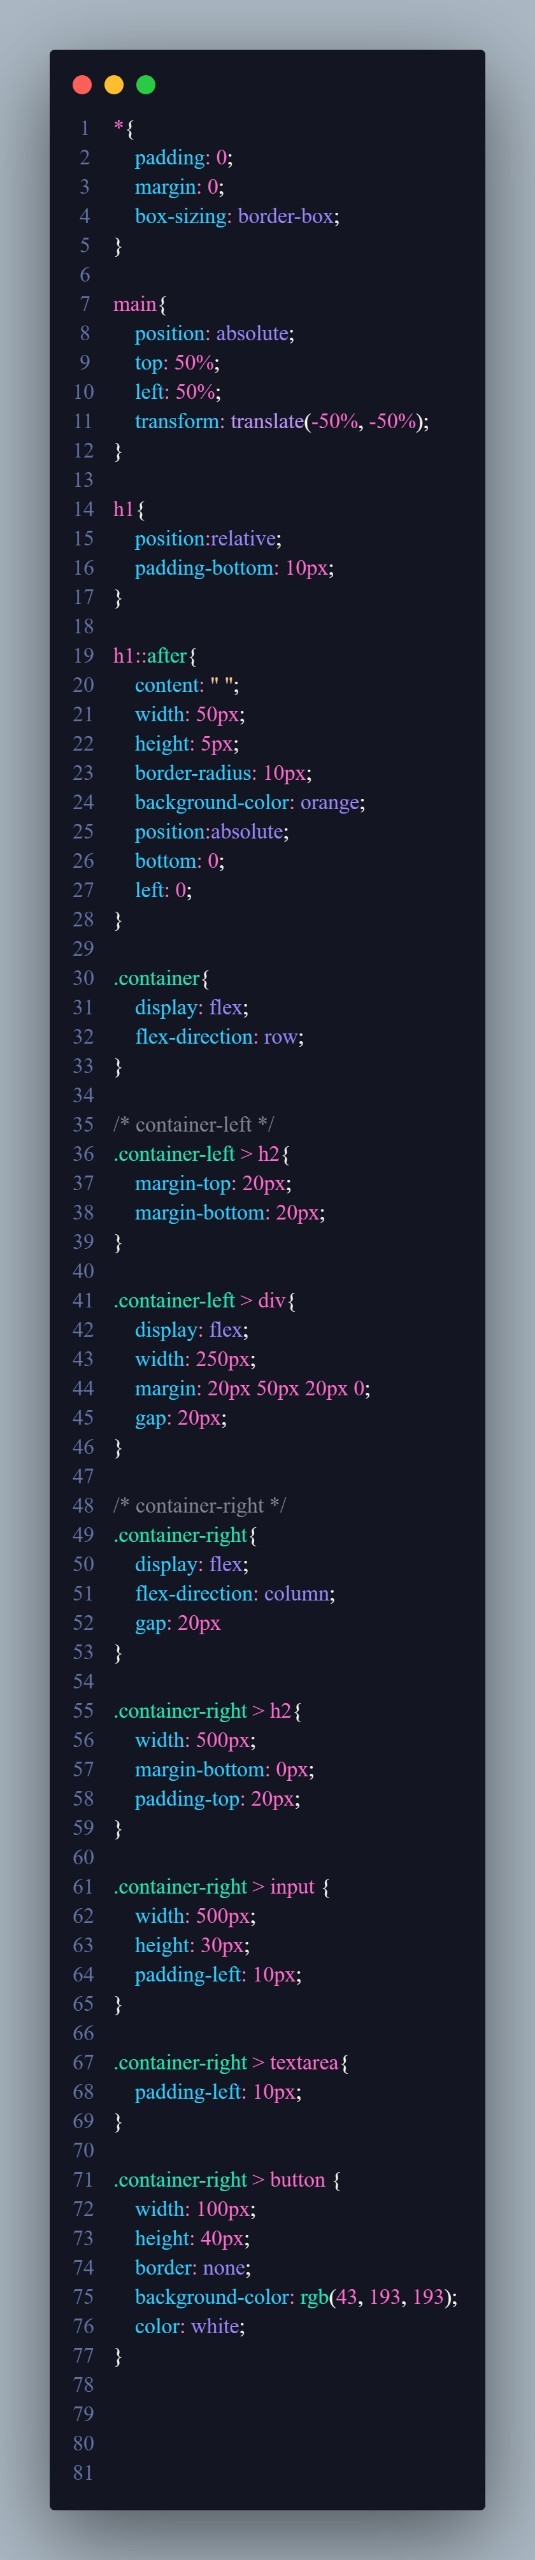 1 *{
2     padding: 0;
3     margin: 0;
4     box-sizing: border-box;
5 }
6
7 main{
8     position: absolute;
9     top: 50%;
10     left: 50%;
11     transform: translate(-50%, -50%);
12 }
13
14 h1{
15     position:relative;
16     padding-bottom: 10px;
17 }
18
19 h1::after{
20     content: " ";
21     width: 50px;
22     height: 5px;
23     border-radius: 10px;
24     background-color: orange;
25     position:absolute;
26     bottom: 0;
27     left: 0;
28 }
29
30 .container{
31     display: flex;
32     flex-direction: row;
33 }
34
35 /* container-left */
36 .container-left > h2{
37     margin-top: 20px;
38     margin-bottom: 20px;
39 }
40
41 .container-left > div{
42     display: flex;
43     width: 250px;
44     margin: 20px 50px 20px 0;
45     gap: 20px;
46 }
47
48 /* container-right */
49 .container-right{
50     display: flex;
51     flex-direction: column;
52     gap: 20px
53 }
54
55 .container-right > h2{
56     width: 500px;
57     margin-bottom: 0px;
58     padding-top: 20px;
59 }
60
61 .container-right > input {
62     width: 500px;
63     height: 30px;
64     padding-left: 10px;
65 }
66
67 .container-right > textarea{
68     padding-left: 10px;
69 }
70
71 .container-right > button {
72     width: 100px;
73     height: 40px;
74     border: none;
75     background-color: rgb(43, 193, 193);
76     color: white;
77 }
78
79
80
81